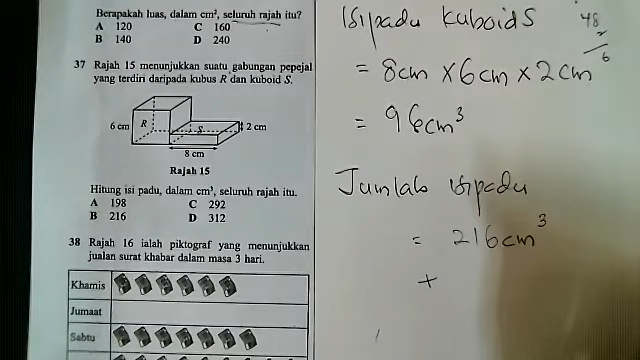 Berapakah luas, dalam cm², seluruh rajah itu?
A 120 C 160
B 140 D 240
37 Rajah 15 menunjukkan suatu gabungan pepejal
yang terdiri daripada kubus R dan kuboid S.
6 cm R S 2 cm
8 cm
Rajah 15
Hitung isi padu, dalam cm³, seluruh rajah itu.
A 198 C 292
B 216 D 312
38 Rajah 16 ialah piktograf yang menunjukkan
jualan surat khabar dalam masa 3 hari.
Khamis
Jumaat
Sabtu
Isipadu kuboid S
48
2
6
= 8cm × 6cm × 2cm
= 96cm³
Jumlah isipadu
= 216cm³
+